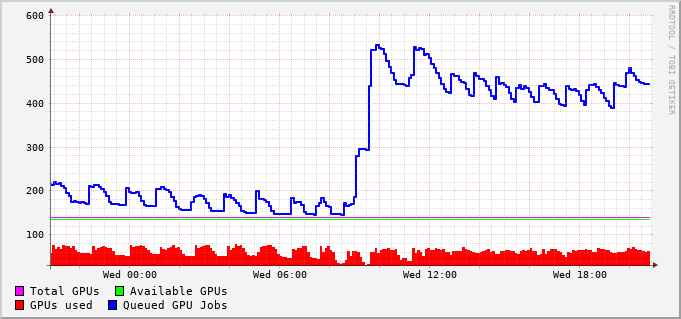 600
500
400
300
200
100
Wed 00:00 Wed 06:00 Wed 12:00 Wed 18:00
Total GPUs Available GPUs
GPUs used Queued GPU Jobs
RRDTOOL / TOBI OETIKER